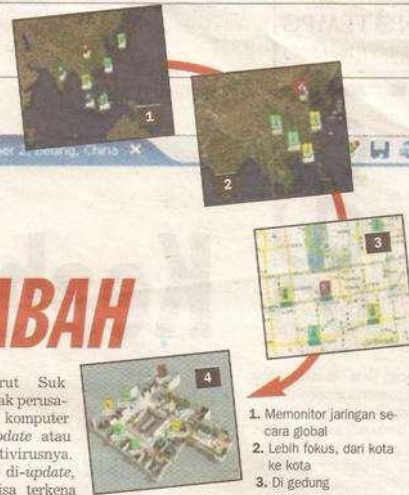 1
er 2, Beijing, China
2
3
ABAH
4
rut Suk
ak perusa-
komputer
pdate atau
tivirusnya.
di-update,
isa terkena
1. Memonitor jaringan se-
cara global
2. Lebih fokus, dari kota
ke kota
3. Di gedung